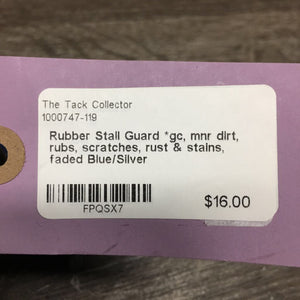 The Tack Collector
1000747-119
Rubber Stall Guard *gc, mnr dirt,
rubs, scratches, rust & stains,
faded Blue/Silver
FPQSX7
$16.00